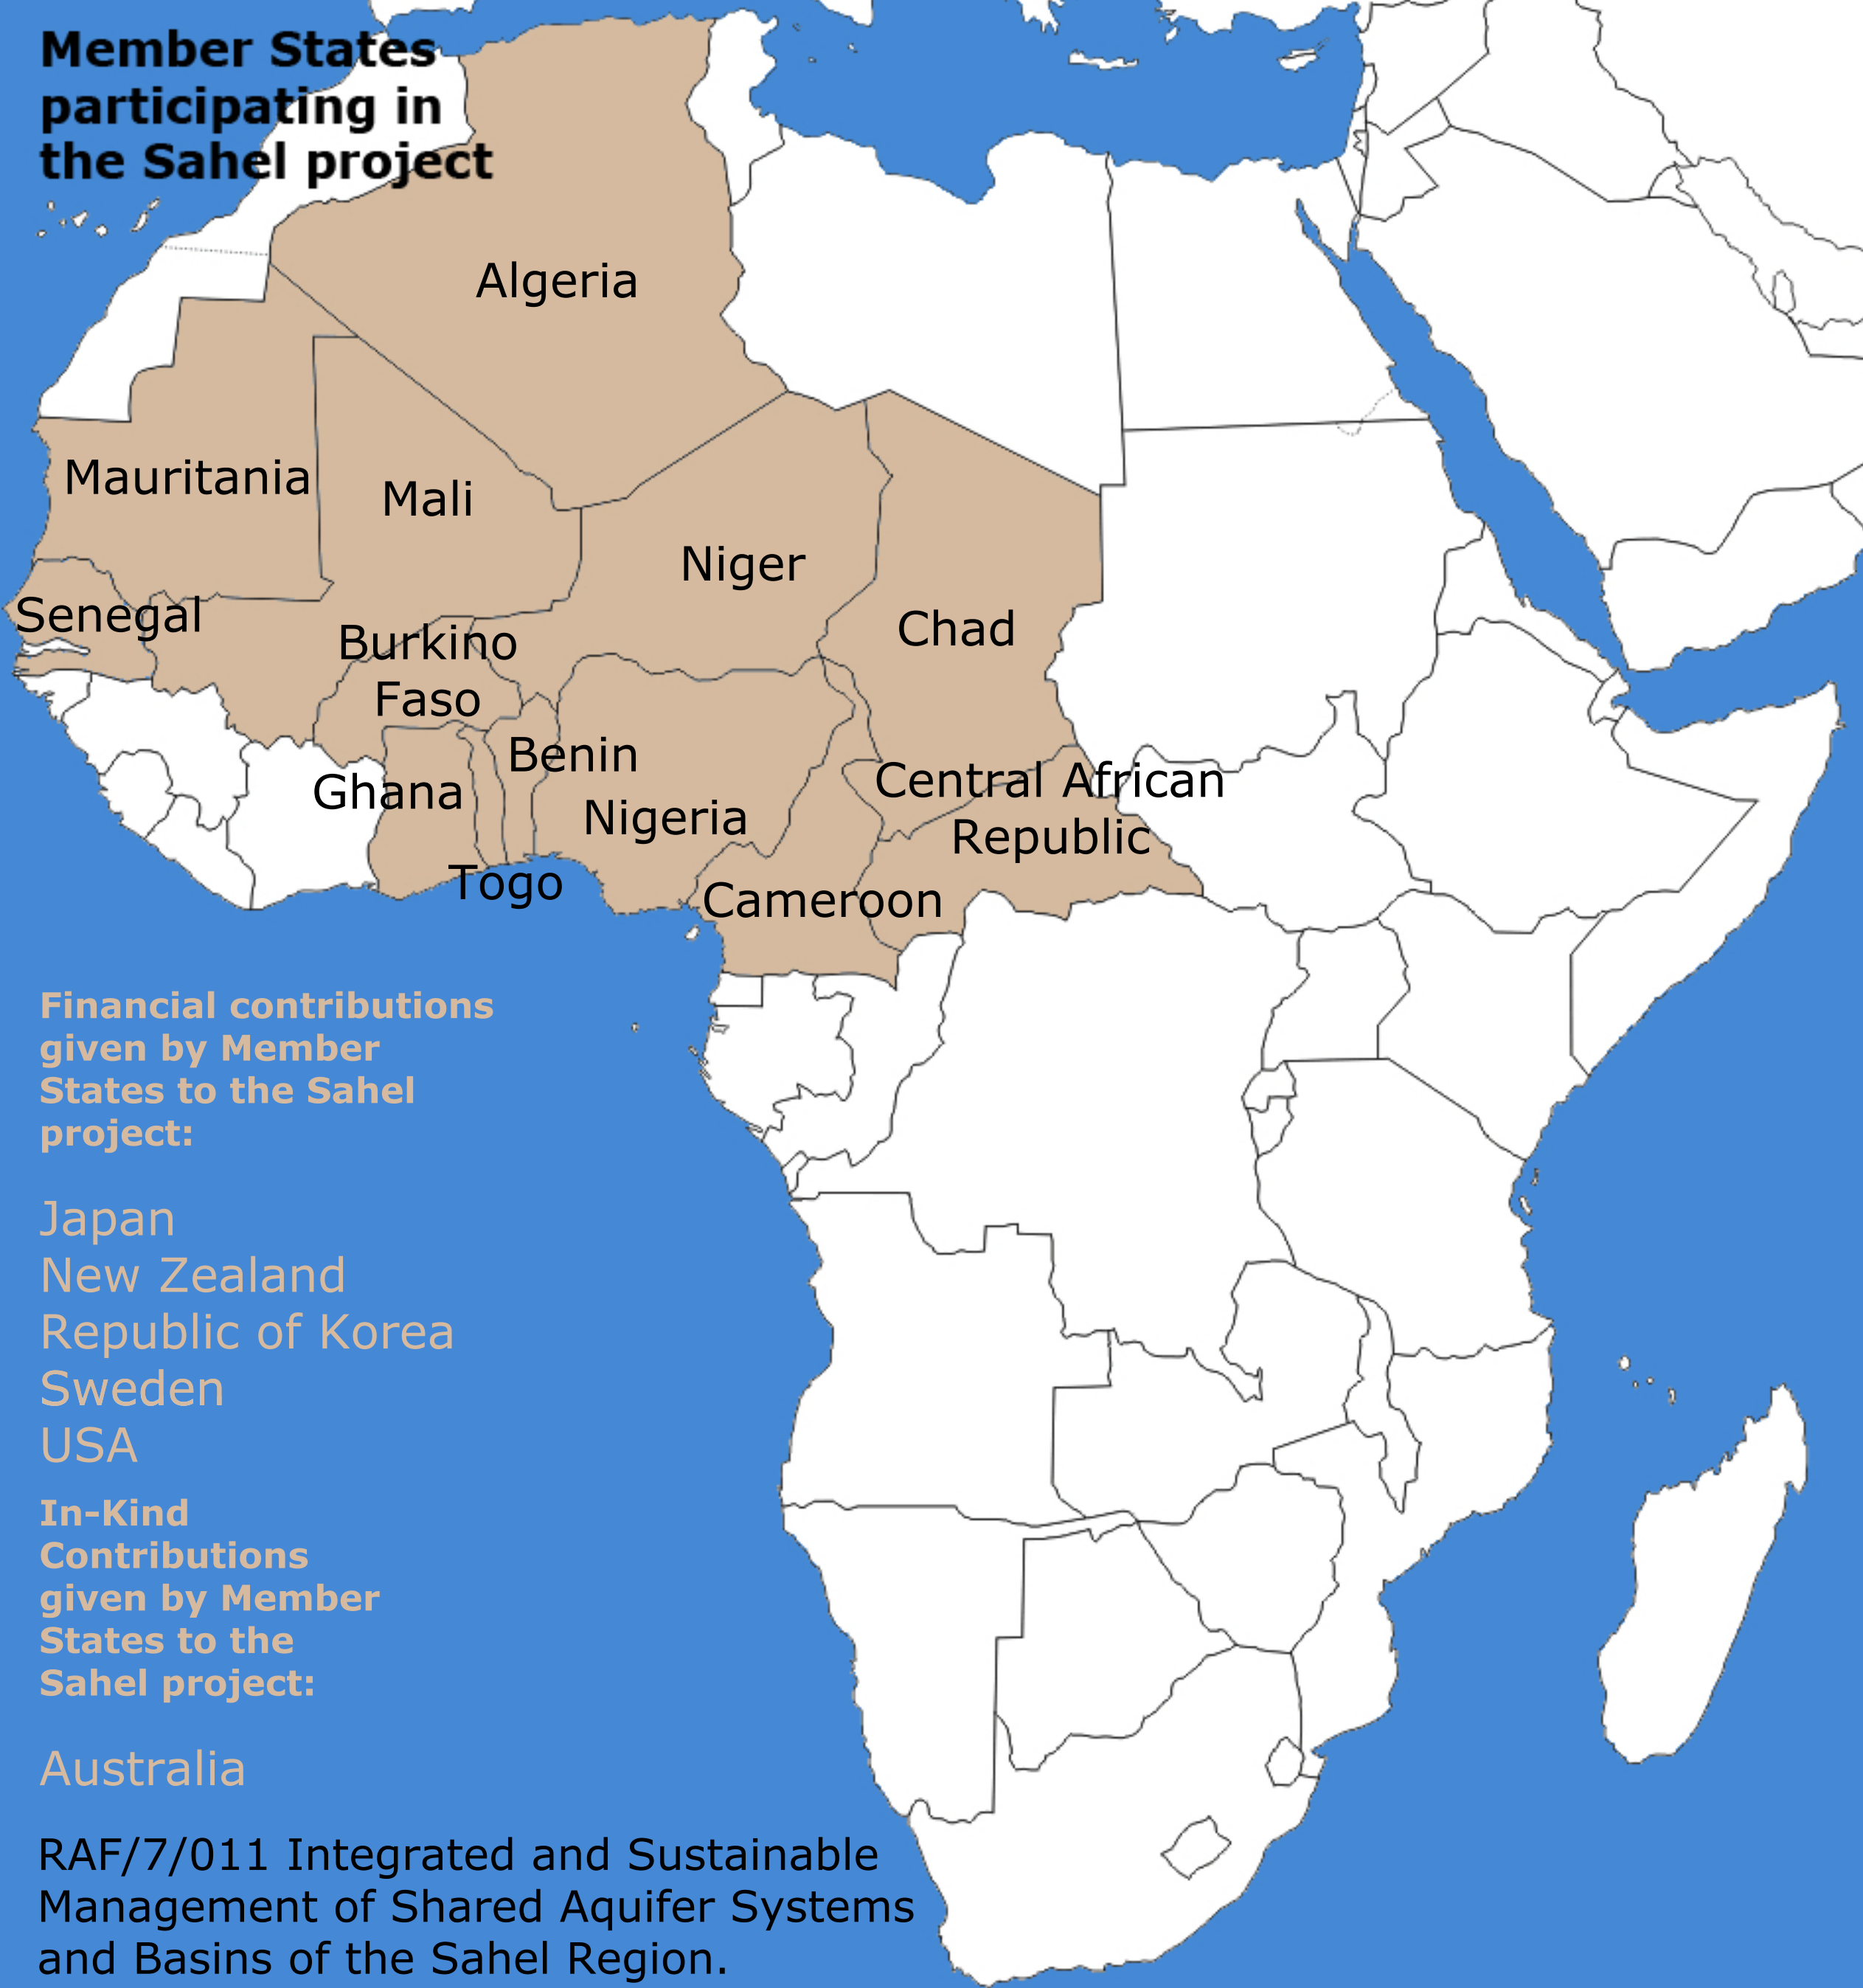 Member States
participating in
the Sahel project
Algeria
Mauritania
Mali
Niger
Senegal
Chad
Burkino
Faso
Benin
Ghana
Central African
Republic
Nigeria
Togo
Cameroon
Financial contributions
given by Member
States to the Sahel
project:
Japan
New Zealand
Republic of Korea
Sweden
USA
In-Kind
Contributions
given by Member
States to the
Sahel project:
Australia
RAF/7/011 Integrated and Sustainable
Management of Shared Aquifer Systems
and Basins of the Sahel Region.